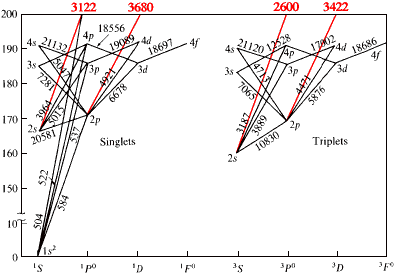 3122 3680 2600 3422
200
190
180
170
160
150
10
0
4s 21132 4p 18556 19089 4d 18697 4f
3s 3p 3d
7281 5047 4921 6678
3964 5015 2p
2s 20581 537
522 504 584
1s²
Singlets
4s 21120 4p 12528 17002 4d 18686 4f
3s 3p 3d
7065 4713 4471 5876
3187 3889 2p
2s 10830
Triplets
¹S ¹P⁰ ¹D ¹F⁰ ³S ³P⁰ ³D ³F⁰